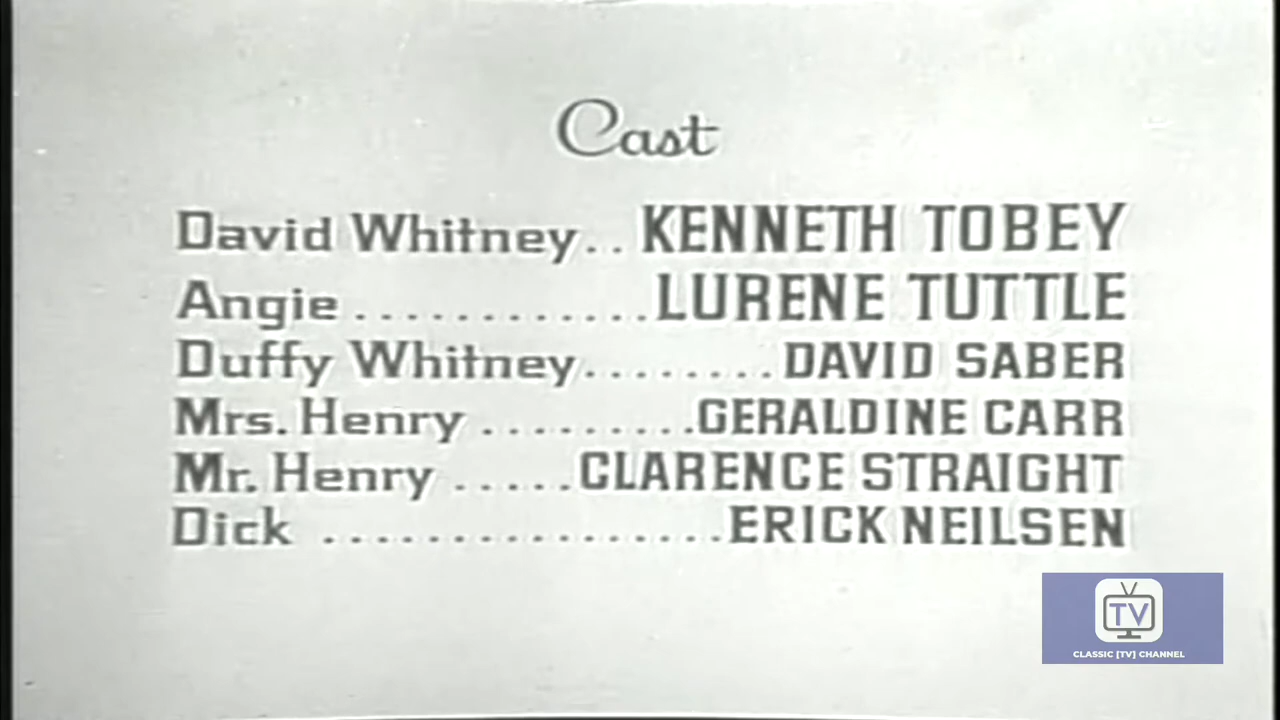 Cast
David Whitney.. KENNETH TOBEY
Angie ............LURENE TUTTLE
Duffy Whitney........ DAVID SABER
Mrs. Henry .........GERALDINE CARR
Mr. Henry .....CLARENCE STRAIGHT
Dick .................ERICK NEILSEN
TV
CLASSIC [TV] CHANNEL